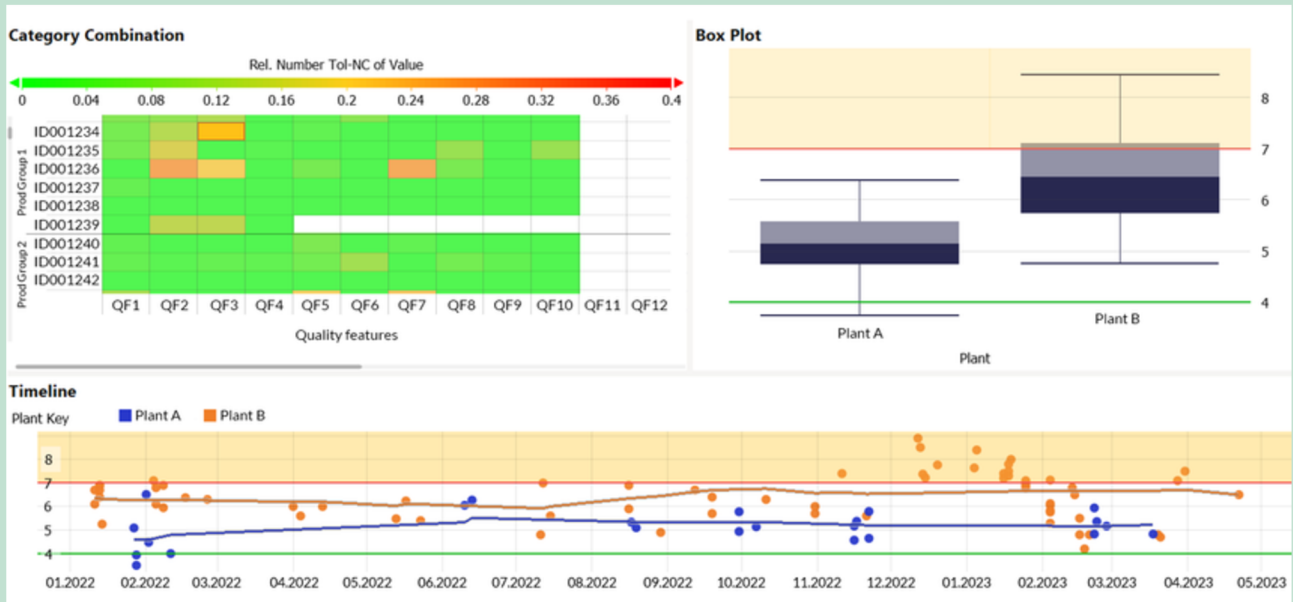 Category Combination
Rel. Number Tol-NC of Value
0 0.04 0.08 0.12 0.16 0.2 0.24 0.28 0.32 0.36 0.4
Prod Group 1
ID001234
ID001235
ID001236
ID001237
ID001238
ID001239
Prod Group 2
ID001240
ID001241
ID001242
QF1 QF2 QF3 QF4 QF5 QF6 QF7 QF8 QF9 QF10 QF11 QF12
Quality features
Box Plot
8
7
6
5
4
Plant A Plant B
Plant
Timeline
Plant Key Plant A Plant B
8
7
6
5
4
01.2022 02.2022 03.2022 04.2022 05.2022 06.2022 07.2022 08.2022 09.2022 10.2022 11.2022 12.2022 01.2023 02.2023 03.2023 04.2023 05.2023